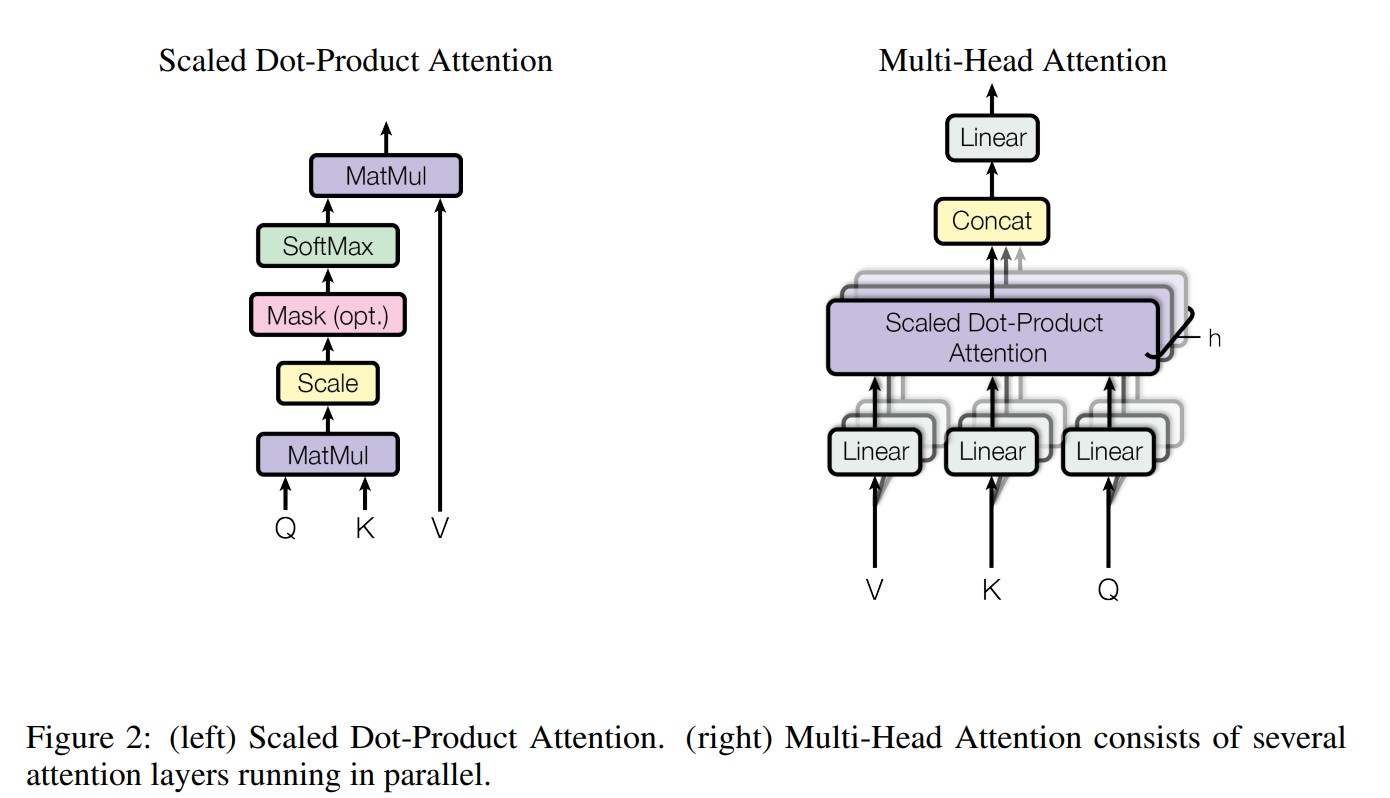 Scaled Dot-Product Attention
MatMul
SoftMax
Mask (opt.)
Scale
MatMul
Q K V
Multi-Head Attention
Linear
Concat
Scaled Dot-Product
Attention
h
Linear Linear Linear
V K Q
Figure 2: (left) Scaled Dot-Product Attention. (right) Multi-Head Attention consists of several
attention layers running in parallel.